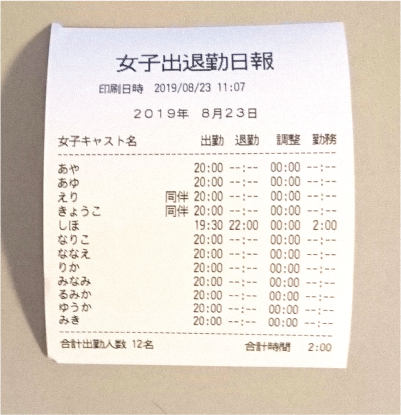 女子出退勤日報
印刷日時 2019/08/23 11:07
2019年 8月23日
女子キャスト名 出勤 退勤 調整 勤務
あや 20:00 --:-- 00:00 --:--
あゆ 20:00 --:-- 00:00 --:--
えり 同伴 20:00 --:-- 00:00 --:--
きょうこ 同伴 20:00 --:-- 00:00 --:--
しほ 19:30 22:00 00:00 2:00
なりこ 20:00 --:-- 00:00 --:--
ななえ 20:00 --:-- 00:00 --:--
りか 20:00 --:-- 00:00 --:--
みなみ 20:00 --:-- 00:00 --:--
るみか 20:00 --:-- 00:00 --:--
ゆうか 20:00 --:-- 00:00 --:--
みき 20:00 --:-- 00:00 --:--
合計出勤人数 12名 合計時間 2:00